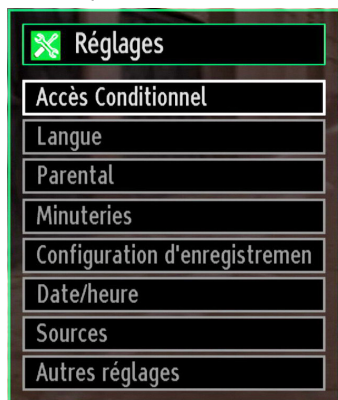 Réglages
Accès Conditionnel
Langue
Parental
Minuteries
Configuration d'enregistremen
Date/heure
Sources
Autres réglages